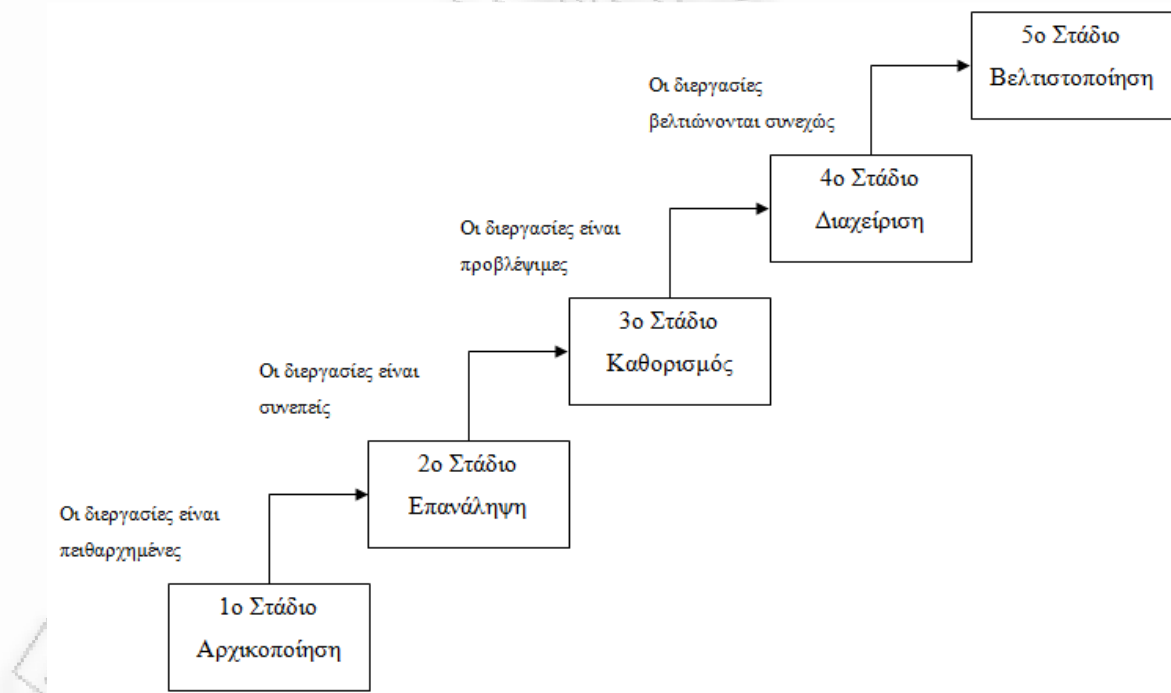 5ο Στάδιο
Βελτιστοποίηση
Οι διεργασίες
βελτιώνονται συνεχώς
4ο Στάδιο
Διαχείριση
Οι διεργασίες είναι
προβλέψιμες
3ο Στάδιο
Καθορισμός
Οι διεργασίες είναι
συνεπείς
2ο Στάδιο
Επανάληψη
Οι διεργασίες είναι
πειθαρχημένες
1ο Στάδιο
Αρχικοποίηση